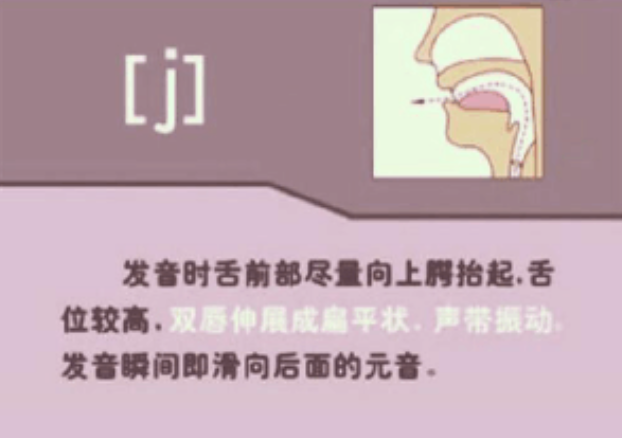 [j]
发音时舌前部尽量向上腭抬起,舌
位较高,双唇伸展成扁平状。声带振动。
发音瞬间即滑向后面的元音。